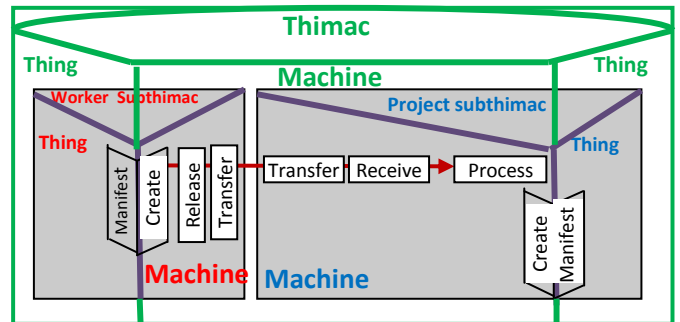 Thimac
Thing
Thing
Machine
Worker Subthimac
Project subthimac
Thing
Thing
Manifest
Create
Release
Transfer
Transfer
Receive
Process
Create
Manifest
Machine
Machine